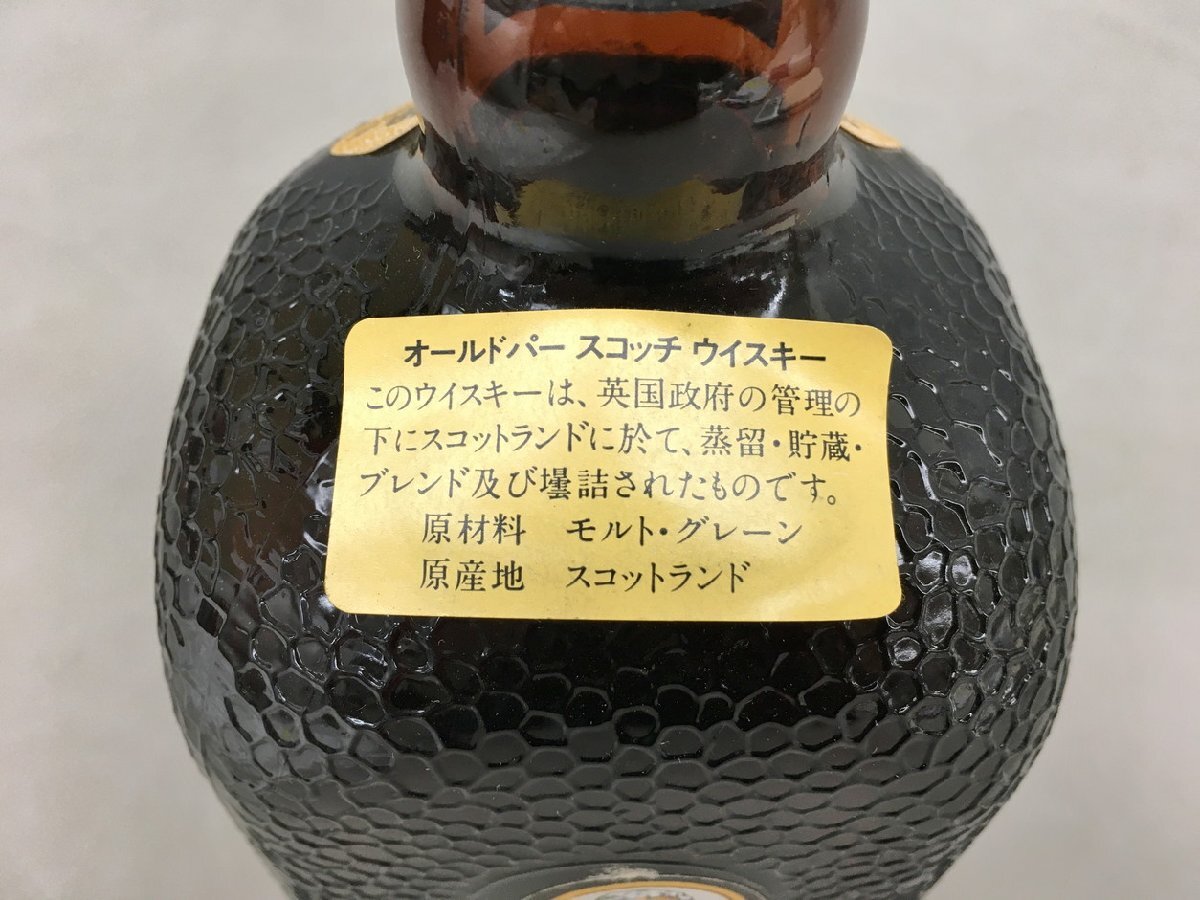 オールドパー スコッチ ウイスキー
このウイスキーは、英国政府の管理の
下にスコットランドに於て、蒸留・貯蔵・
ブレンド及び壜詰されたものです。
原材料 モルト・グレーン
原産地 スコットランド